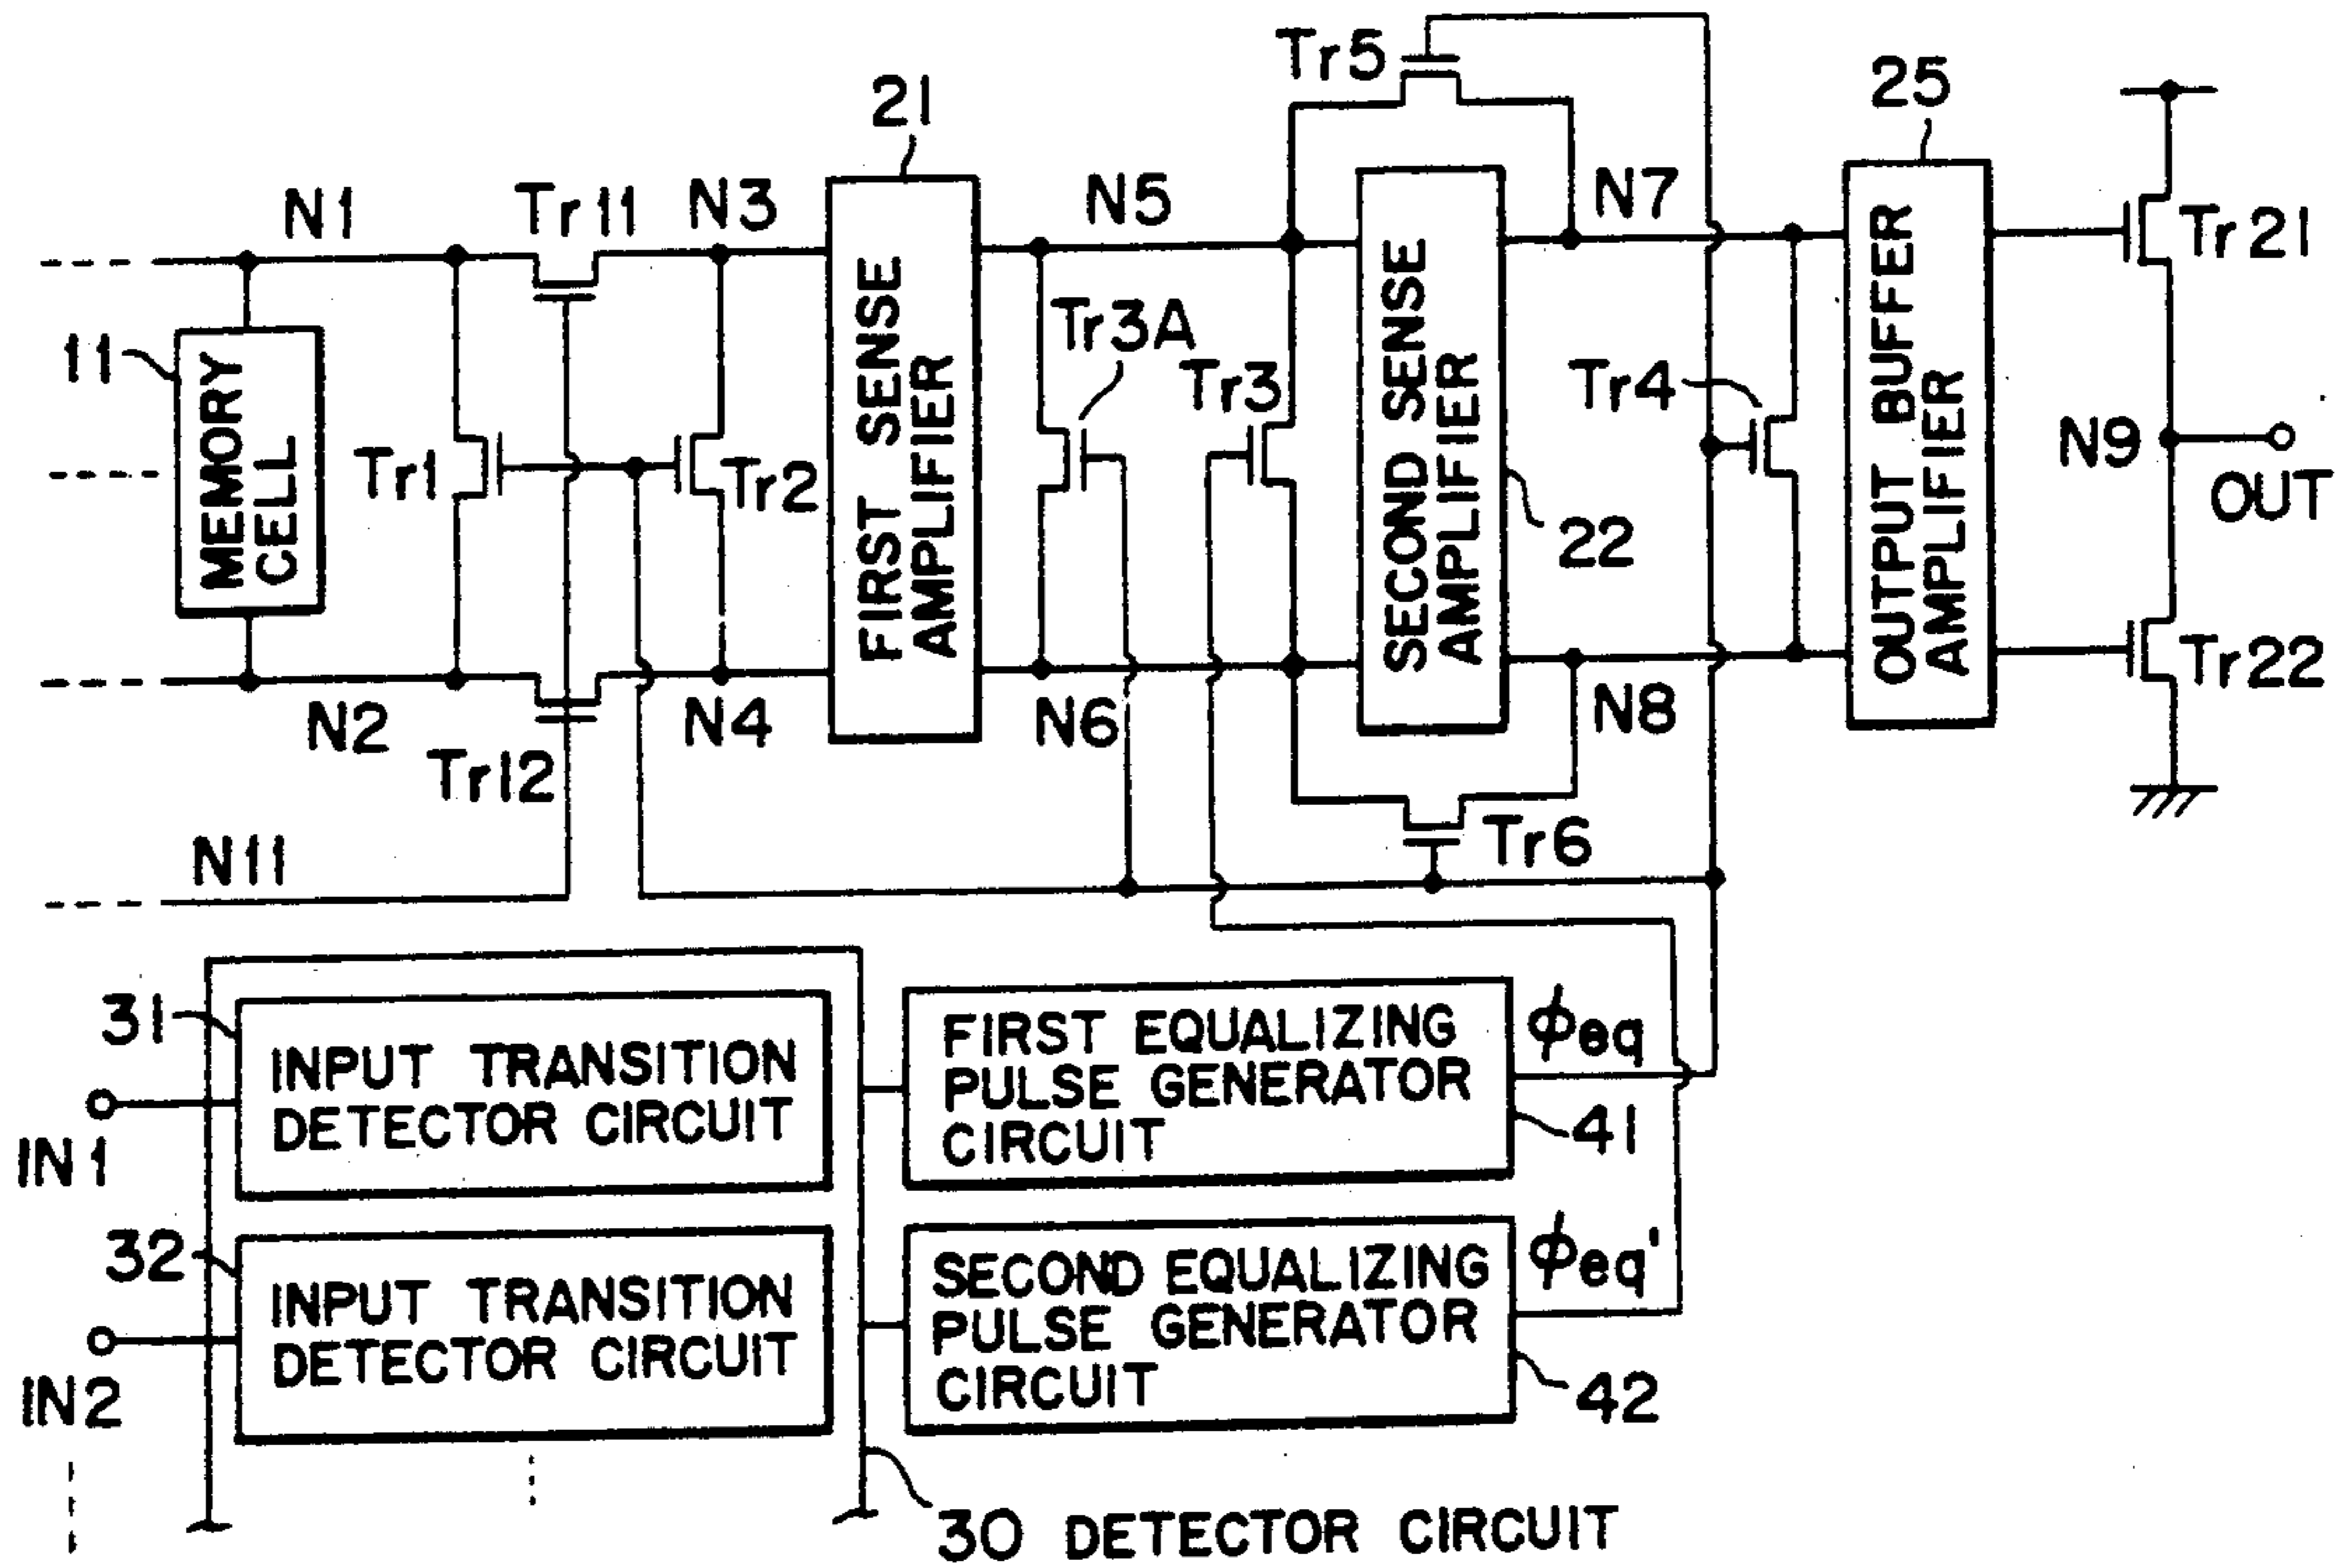 Tr5
21
25
N1
Tr11
N3
N5
N7
Tr21
11
MEMORY
CELL
Tr1
Tr2
FIRST SENSE
AMPLIFIER
Tr3A
Tr3
SECOND SENSE
AMPLIFIER
22
Tr4
OUTPUT BUFFER
AMPLIFIER
N9
OUT
N2
Tr12
N4
N6
N8
Tr22
Tr6
N11
31
INPUT TRANSITION
DETECTOR CIRCUIT
IN1
FIRST EQUALIZING
PULSE GENERATOR
CIRCUIT
ϕeq
41
32
INPUT TRANSITION
DETECTOR CIRCUIT
IN2
SECOND EQUALIZING
PULSE GENERATOR
CIRCUIT
ϕeq'
42
30 DETECTOR CIRCUIT